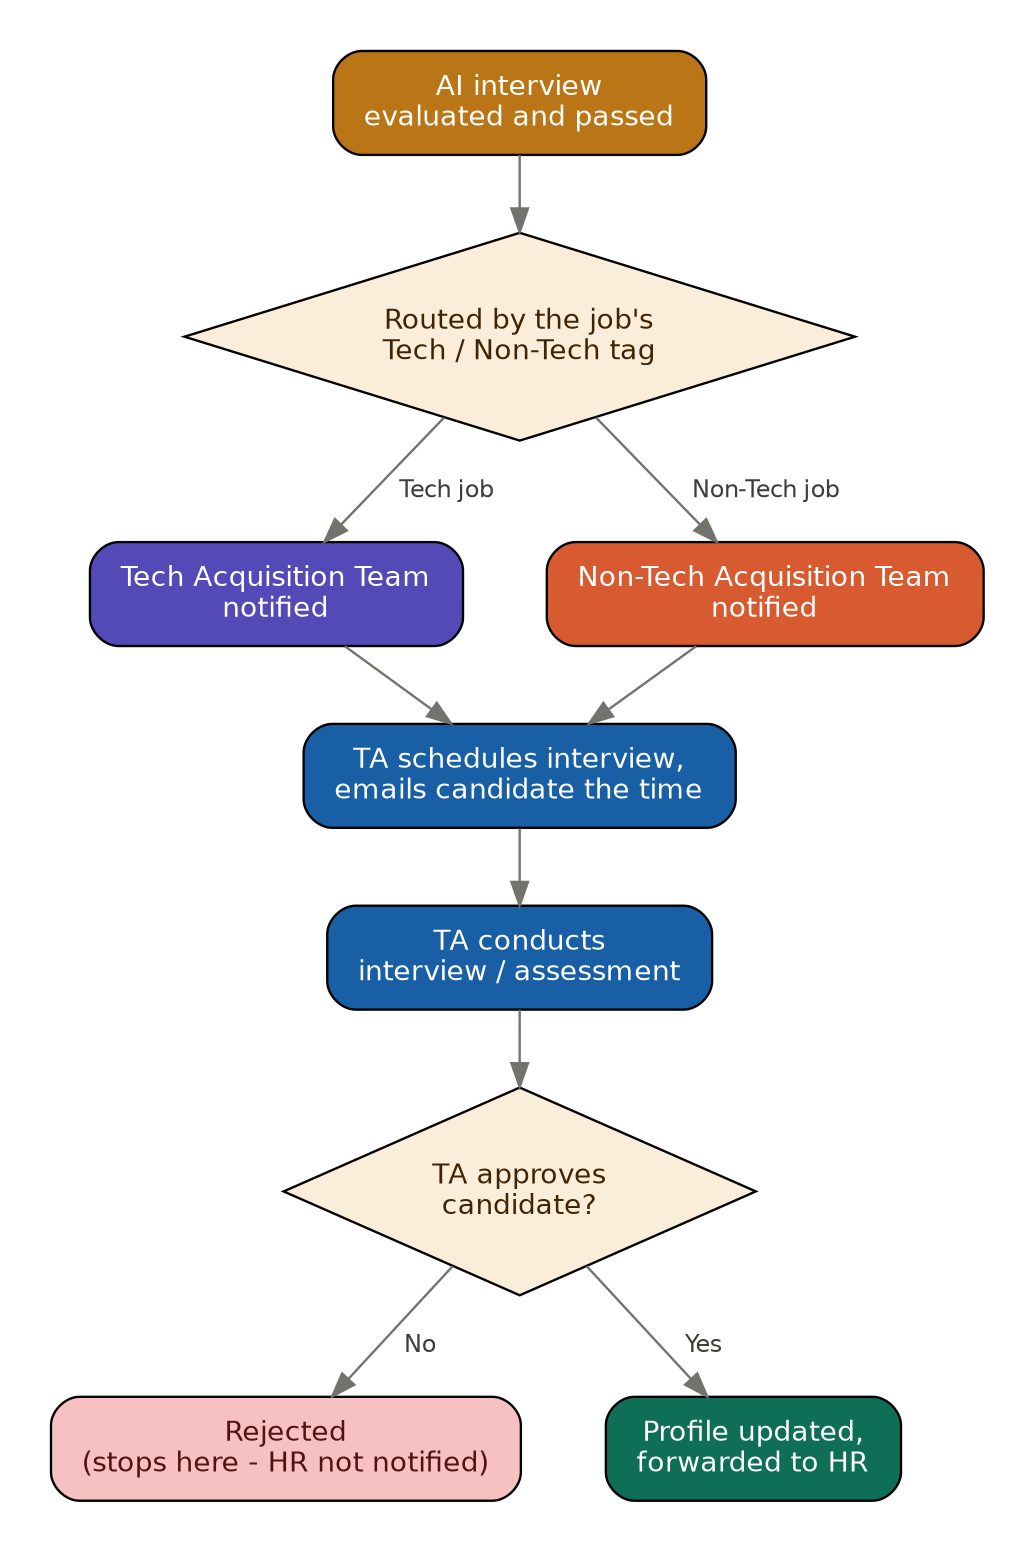 AI interview
evaluated and passed
Routed by the job's
Tech / Non-Tech tag
Tech job
Non-Tech job
Tech Acquisition Team
notified
Non-Tech Acquisition Team
notified
TA schedules interview,
emails candidate the time
TA conducts
interview / assessment
TA approves
candidate?
No
Yes
Rejected
(stops here - HR not notified)
Profile updated,
forwarded to HR